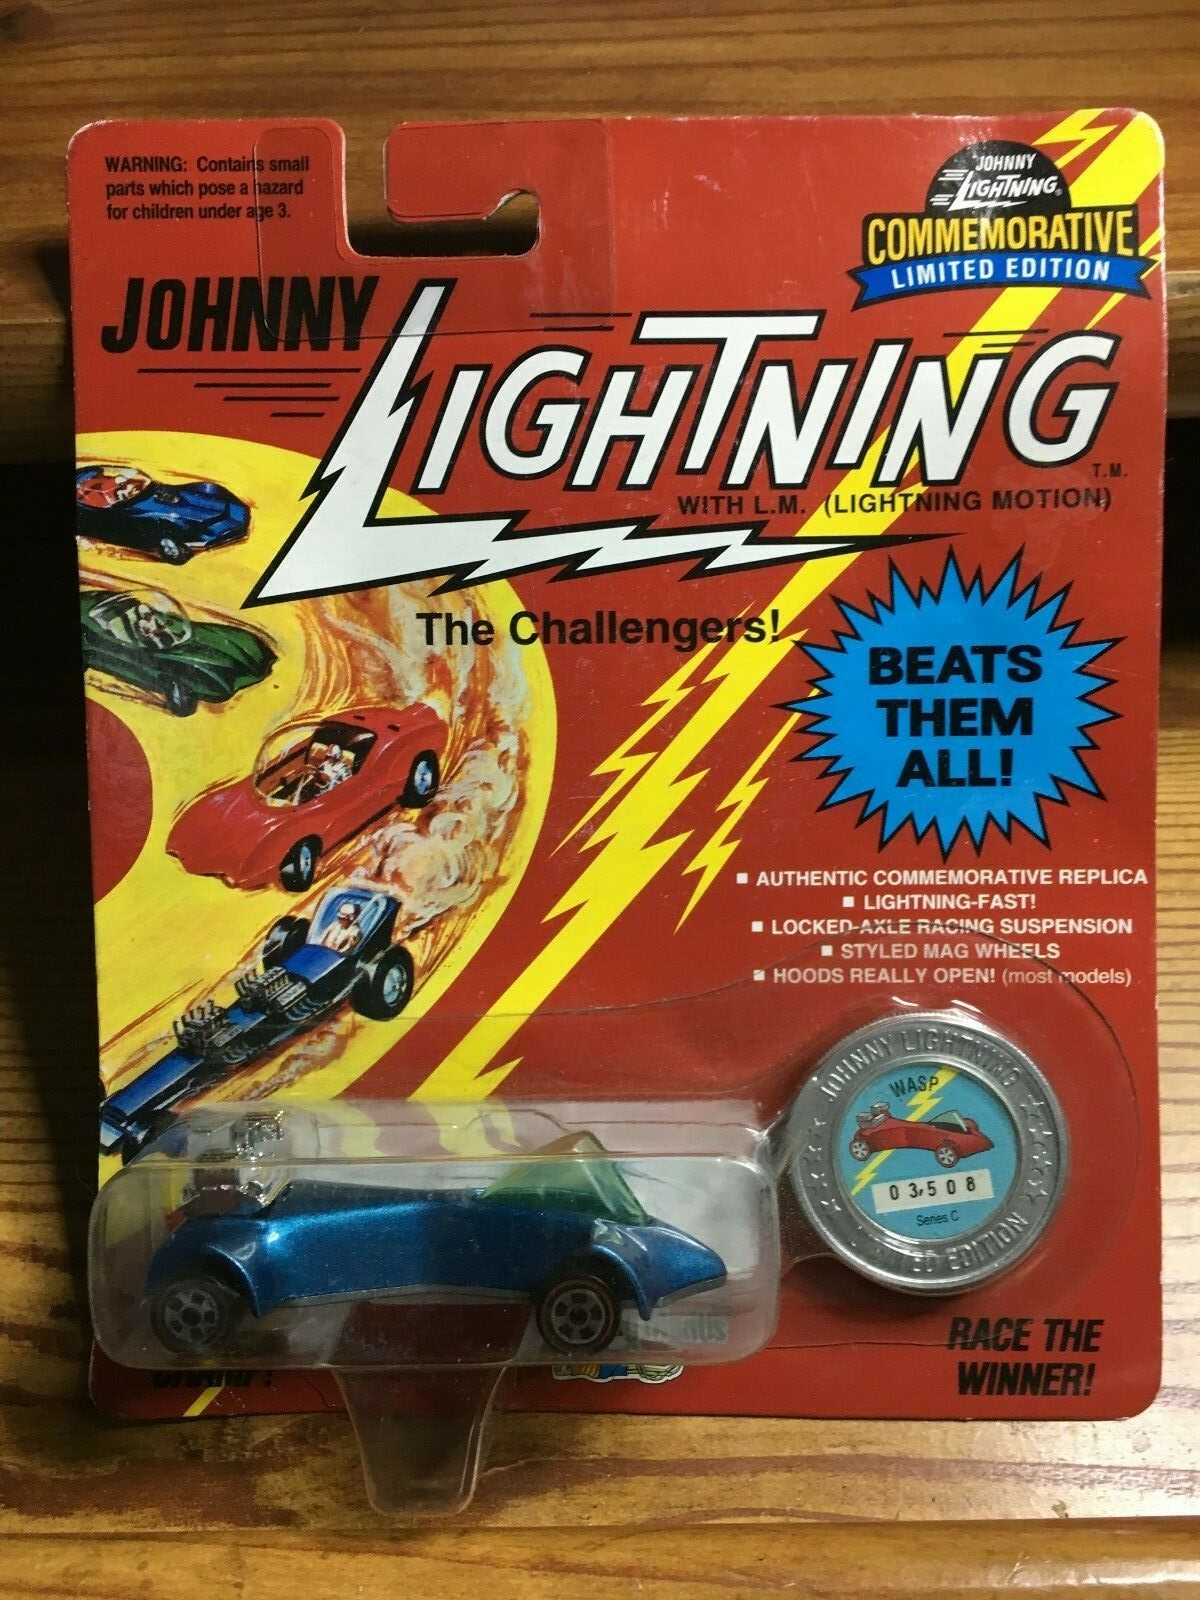 WARNING: Contains small
parts which pose a hazard
for children under age 3.
JOHNNY
LIGHTNING®
COMMEMORATIVE
LIMITED EDITION
JOHNNY
LIGHTNING
T.M.
WITH L.M. (LIGHTNING MOTION)
The Challengers!
BEATS
THEM
ALL!
▪ AUTHENTIC COMMEMORATIVE REPLICA
▪ LIGHTNING-FAST!
▪ LOCKED-AXLE RACING SUSPENSION
▪ STYLED MAG WHEELS
▪ HOODS REALLY OPEN! (most models)
JOHNNY LIGHTNING
WASP
03,508
Series C
EDITION
RACE THE
WINNER!